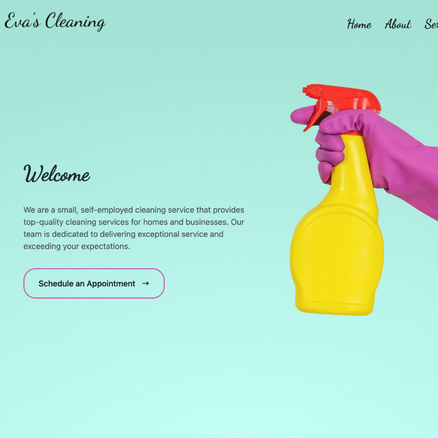 Eva's Cleaning
Home About
Welcome
We are a small, self-employed cleaning service that provides
top-quality cleaning services for homes and businesses. Our
team is dedicated to delivering exceptional service and
exceeding your expectations.
Schedule an Appointment →